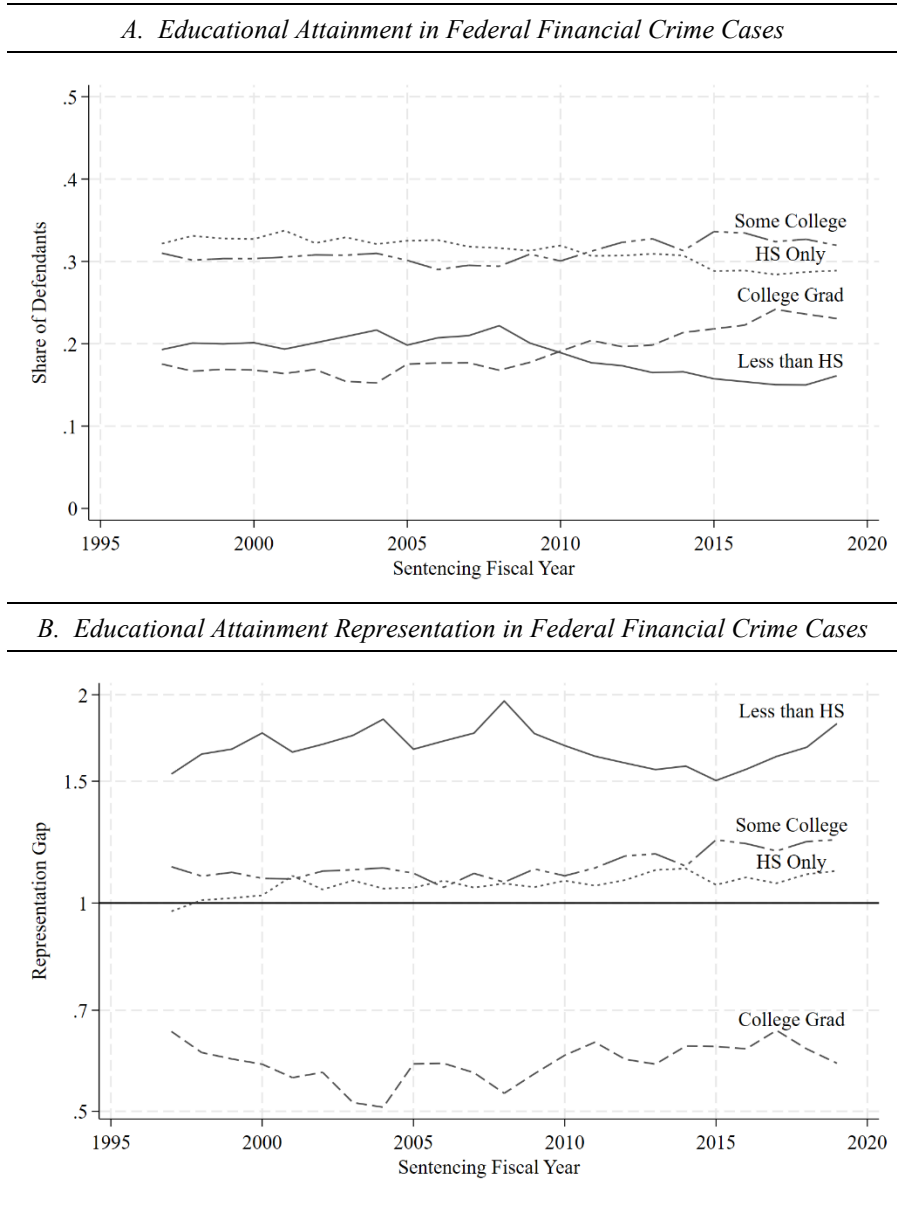 A. Educational Attainment in Federal Financial Crime Cases
.5
.4
.3
.2
.1
0
Share of Defendants
Some College
HS Only
College Grad
Less than HS
1995 2000 2005 2010 2015 2020
Sentencing Fiscal Year
B. Educational Attainment Representation in Federal Financial Crime Cases
2
1.5
1
.7
.5
Representation Gap
Less than HS
Some College
HS Only
College Grad
1995 2000 2005 2010 2015 2020
Sentencing Fiscal Year